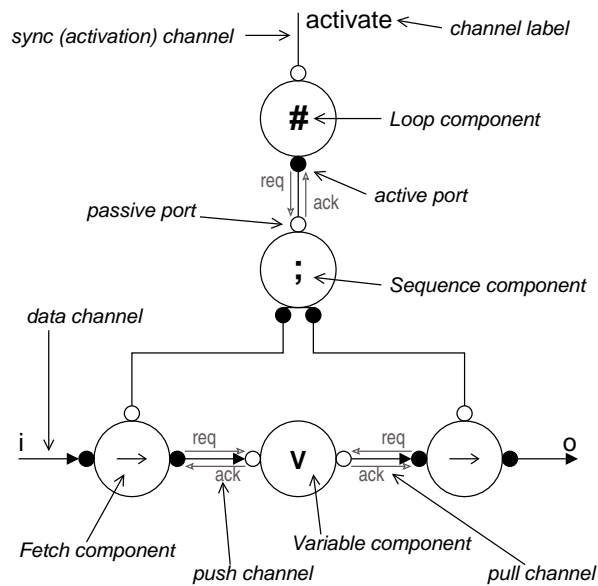 activate
channel label
sync (activation) channel
#
Loop component
req
ack
active port
passive port
;
Sequence component
data channel
i
req
ack
v
req
ack
o
Fetch component
Variable component
push channel
pull channel